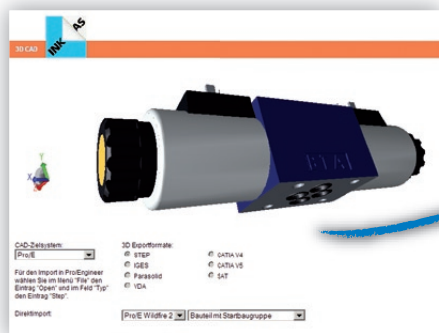 INK AS
3D CAD
Y
X
CAD-Zielsystem:
Pro/E
Für den Import in Pro/Engineer
wählen Sie im Menü "File" den
Eintrag "Open" und im Feld "Typ"
den Eintrag "Step".
3D Exportformate:
STEP
IGES
Parasolid
VDA
CATIA V4
CATIA V5
SAT
Direktimport:
Pro/E Wildfire 2
Bauteil mit Startbaugruppe